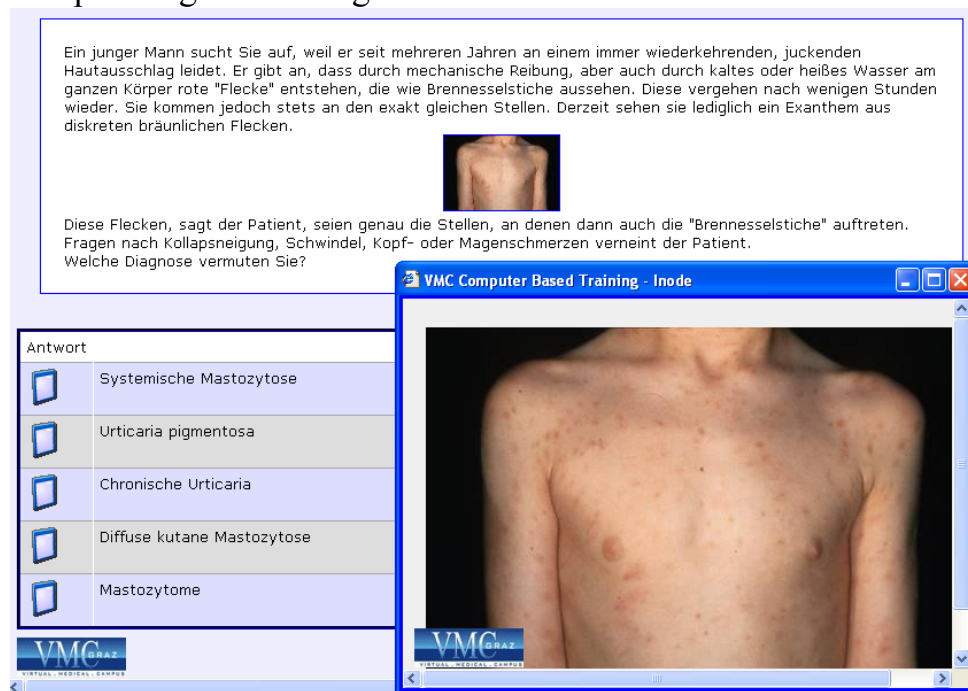 Ein junger Mann sucht Sie auf, weil er seit mehreren Jahren an einem immer wiederkehrenden, juckenden
Hautausschlag leidet. Er gibt an, dass durch mechanische Reibung, aber auch durch kaltes oder heißes Wasser am
ganzen Körper rote "Flecke" entstehen, die wie Brennesselstiche aussehen. Diese vergehen nach wenigen Stunden
wieder. Sie kommen jedoch stets an den exakt gleichen Stellen. Derzeit sehen sie lediglich ein Exanthem aus
diskreten bräunlichen Flecken.
Diese Flecken, sagt der Patient, seien genau die Stellen, an denen dann auch die "Brennesselstiche" auftreten.
Fragen nach Kollapsneigung, Schwindel, Kopf- oder Magenschmerzen verneint der Patient.
Welche Diagnose vermuten Sie?
VMC Computer Based Training - Inode
Antwort
Systemische Mastozytose
Urticaria pigmentosa
Chronische Urticaria
Diffuse kutane Mastozytose
Mastozytome
VMC GRAZ
VIRTUAL . MEDICAL . CAMPUS
VMC GRAZ
VIRTUAL . MEDICAL . CAMPUS